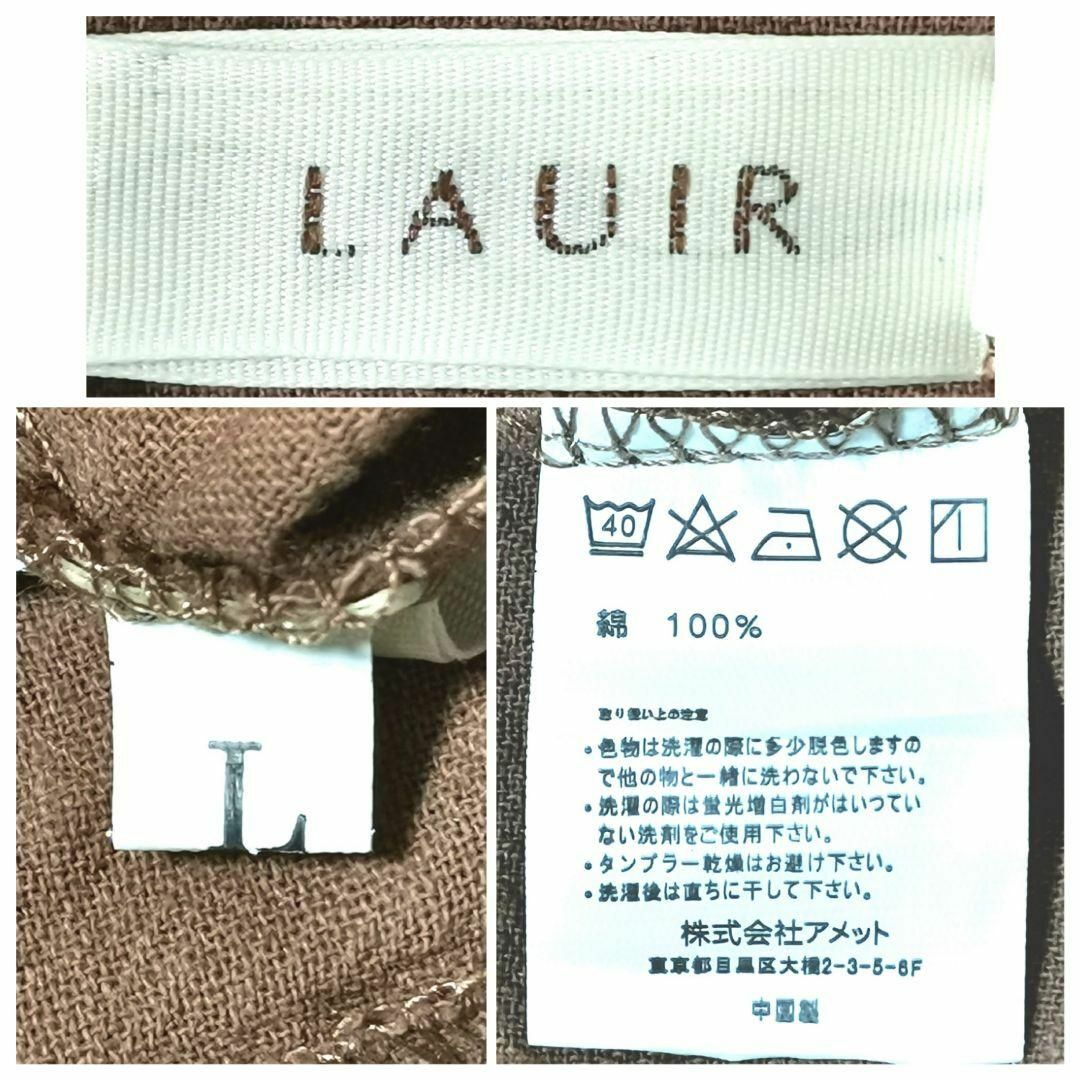 LAUIR
L
40
綿 100%
取り扱い上の注意
・色物は洗濯の際に多少脱色しますの
で他の物と一緒に洗わないで下さい。
・洗濯の際は蛍光増白剤がはいってい
ない洗剤をご使用下さい。
・タンブラー乾燥はお避け下さい。
・洗濯後は直ちに干して下さい。
株式会社アメット
東京都目黒区大橋2-3-5-6F
中国製